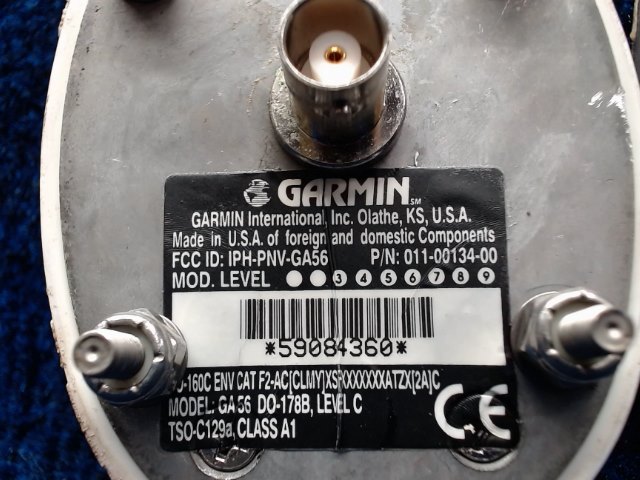 GARMIN SM
GARMIN International, Inc. Olathe, KS, U.S.A.
Made in U.S.A. of foreign and domestic Components
FCC ID: IPH-PNV-GA56 P/N: 011-00134-00
MOD. LEVEL 3 4 5 6 7 8 9
*59084360*
-160C ENV CAT F2-AC[CLMY]XSFXXXXXXATZX[2A]C
MODEL: GA 56 DO-178B, LEVEL C
TSO-C129a, CLASS A1
CE